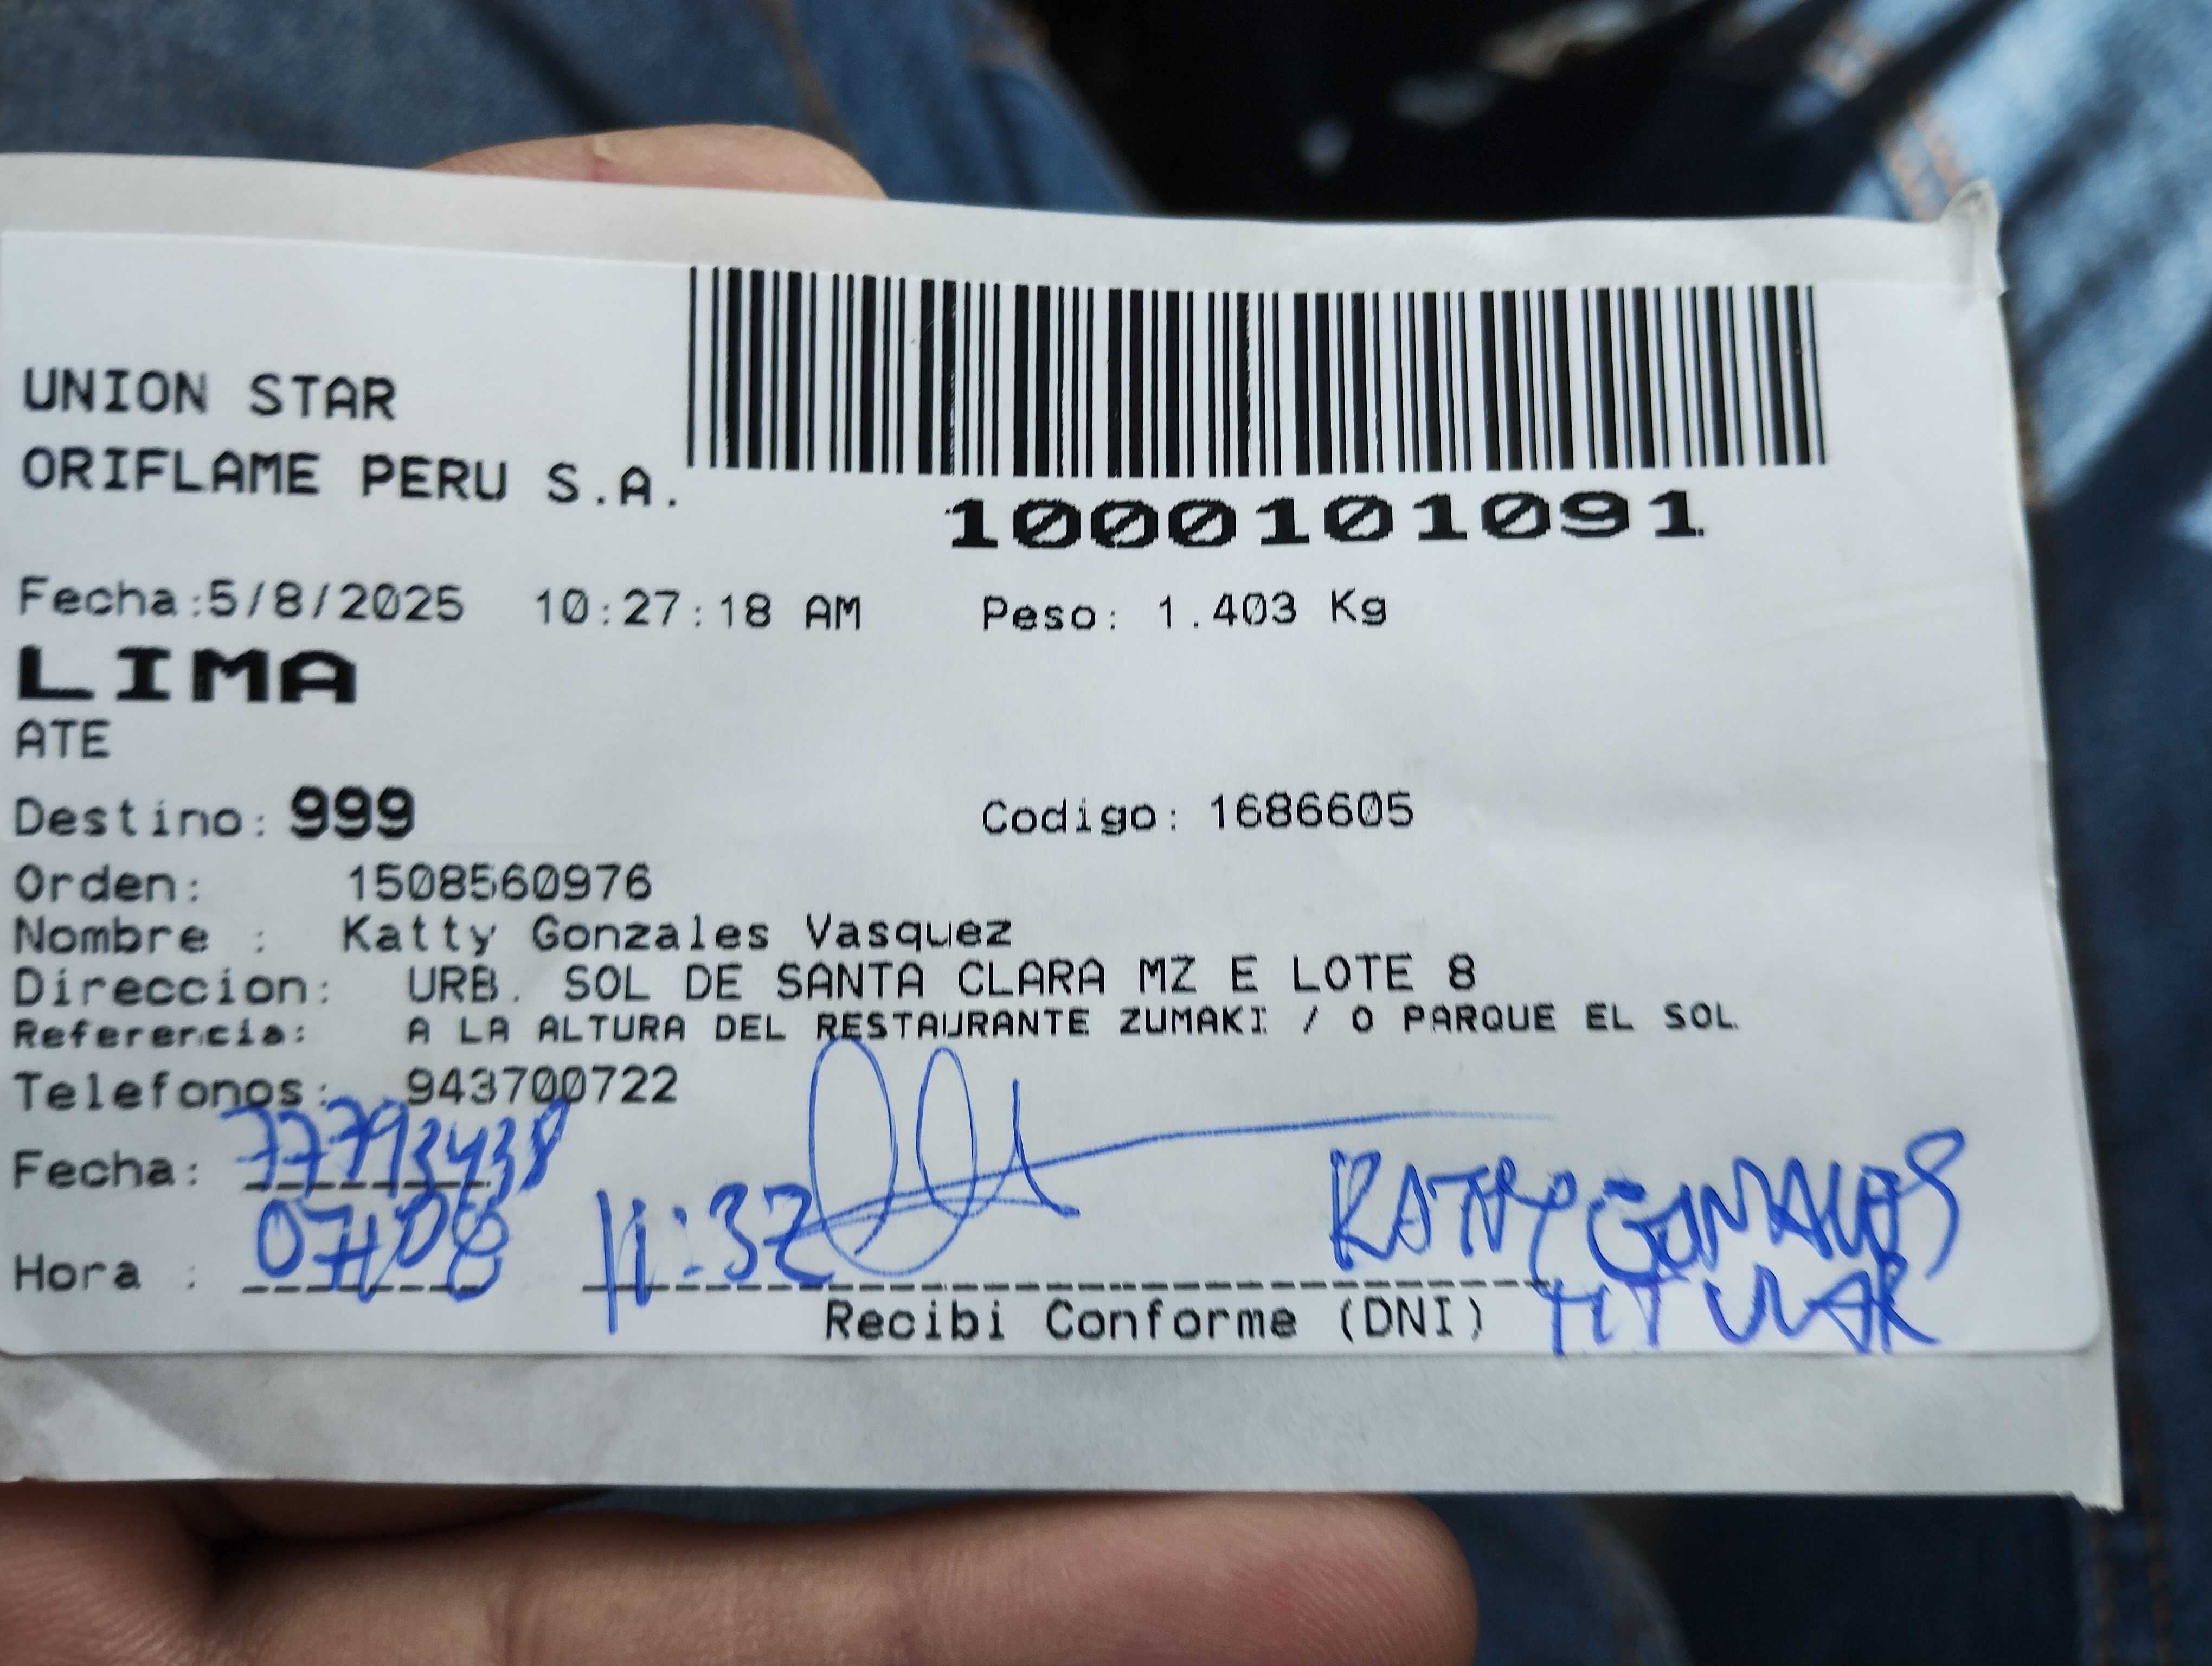 UNION STAR
ORIFLAME PERU S.A.
1000101091
Fecha:5/8/2025 10:27:18 AM Peso: 1.403 Kg
LIMA
ATE
Destino: 999 Codigo: 1686605
Orden: 1508560976
Nombre : Katty Gonzales Vasquez
Direccion: URB. SOL DE SANTA CLARA MZ E LOTE 8
Referencia: A LA ALTURA DEL RESTAURANTE ZUMAKI / O PARQUE EL SOL
Telefonos: 943700722
Fecha: 77793438
Hora : 07/08 11:32 KATTY GONZALES
Recibi Conforme (DNI) TITULAR